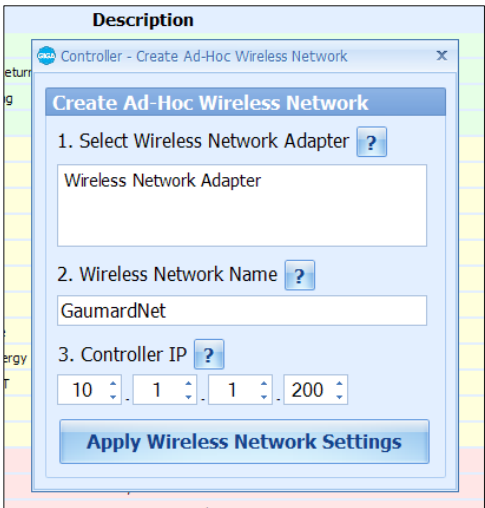 Description
GIGA Controller - Create Ad-Hoc Wireless Network x
Create Ad-Hoc Wireless Network
1. Select Wireless Network Adapter ?
Wireless Network Adapter
2. Wireless Network Name ?
GaumardNet
3. Controller IP ?
10 . 1 . 1 . 200
Apply Wireless Network Settings